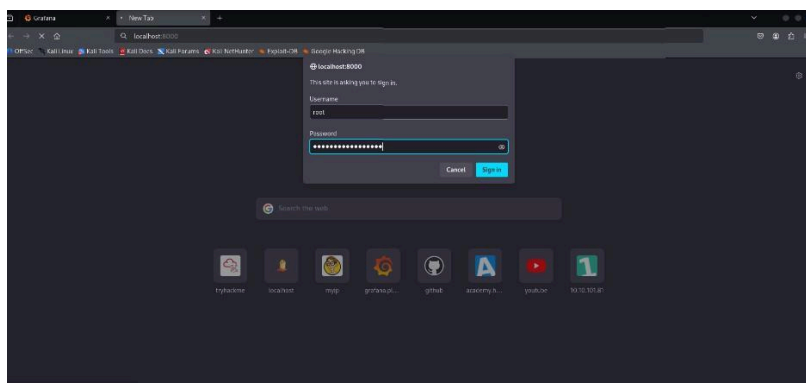 Grafana
New Tab
localhost:8000
OffSec Kali Linux Kali Tools Kali Docs Kali Forums Kali NetHunter Exploit-DB Google Hacking DB
localhost:8000
This site is asking you to sign in.
Username
root
Password
•••••••••••••••••
Cancel Sign in
Search the web
tryhackme localhost myip grafana.pl... github academy.h... youtube 10.10.101.81